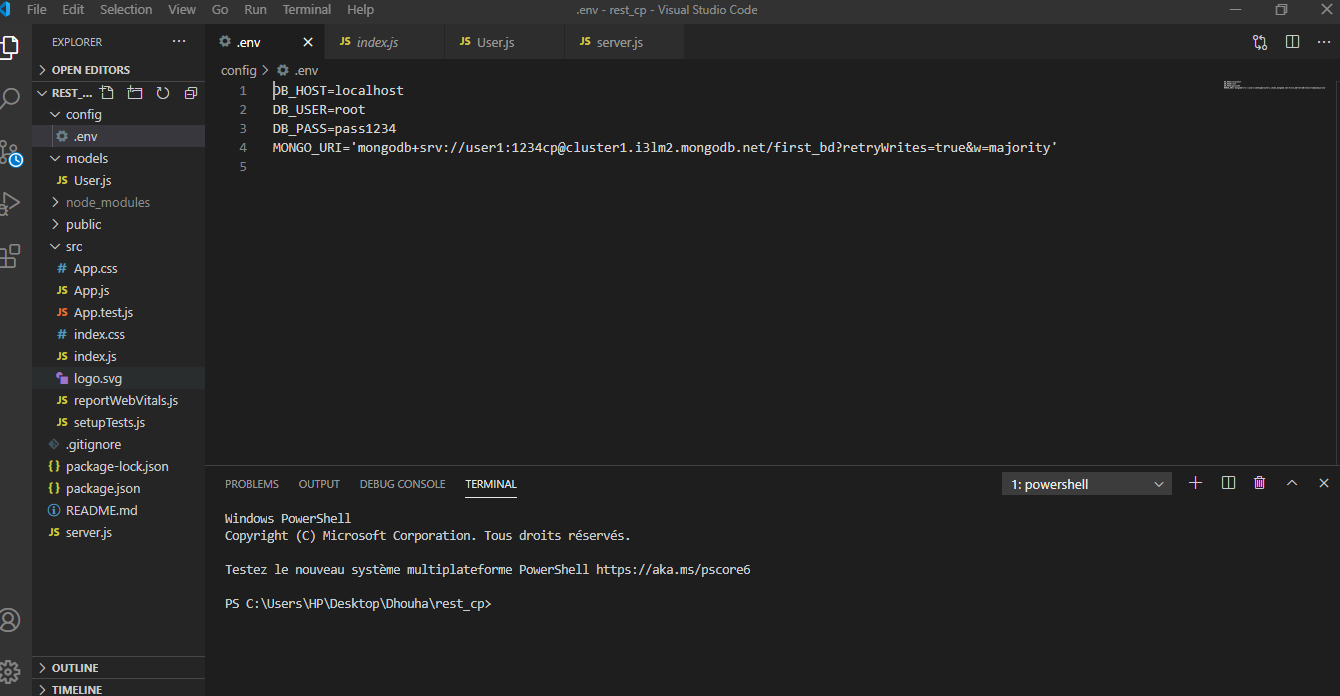 File Edit Selection View Go Run Terminal Help .env - rest_cp - Visual Studio Code
EXPLORER
OPEN EDITORS
REST_...
config
.env
models
User.js
node_modules
public
src
App.css
App.js
App.test.js
index.css
index.js
logo.svg
reportWebVitals.js
setupTests.js
.gitignore
package-lock.json
package.json
README.md
server.js
OUTLINE
TIMELINE
.env JS index.js JS User.js JS server.js
config > .env
1 DB_HOST=localhost
2 DB_USER=root
3 DB_PASS=pass1234
4 MONGO_URI='mongodb+srv://user1:1234cp@cluster1.i3lm2.mongodb.net/first_bd?retryWrites=true&w=majority'
5
PROBLEMS OUTPUT DEBUG CONSOLE TERMINAL 1: powershell
Windows PowerShell
Copyright (C) Microsoft Corporation. Tous droits réservés.
Testez le nouveau système multiplateforme PowerShell https://aka.ms/pscore6
PS C:\Users\HP\Desktop\Dhouha\rest_cp>